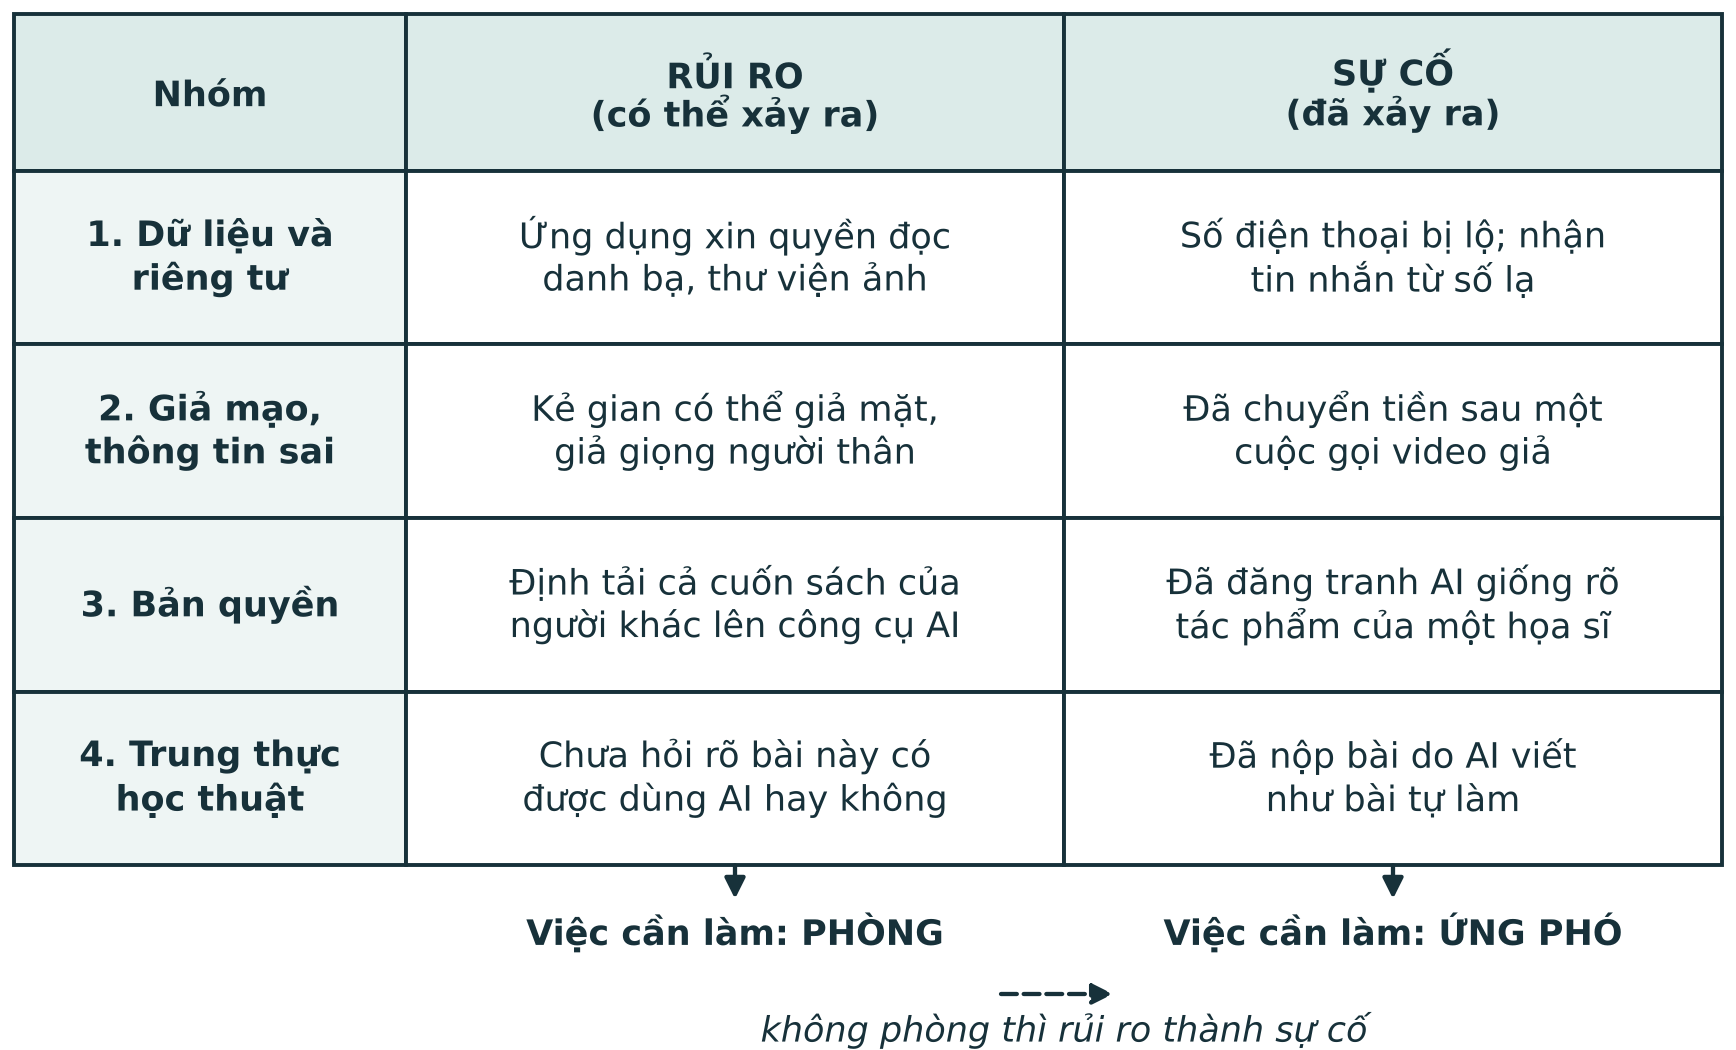 Nhóm
RỦI RO
(có thể xảy ra)
SỰ CỐ
(đã xảy ra)
1. Dữ liệu và
riêng tư
Ứng dụng xin quyền đọc
danh bạ, thư viện ảnh
Số điện thoại bị lộ; nhận
tin nhắn từ số lạ
2. Giả mạo,
thông tin sai
Kẻ gian có thể giả mặt,
giả giọng người thân
Đã chuyển tiền sau một
cuộc gọi video giả
3. Bản quyền
Định tải cả cuốn sách của
người khác lên công cụ AI
Đã đăng tranh AI giống rõ
tác phẩm của một họa sĩ
4. Trung thực
học thuật
Chưa hỏi rõ bài này có
được dùng AI hay không
Đã nộp bài do AI viết
như bài tự làm
Việc cần làm: PHÒNG
Việc cần làm: ỨNG PHÓ
không phòng thì rủi ro thành sự cố